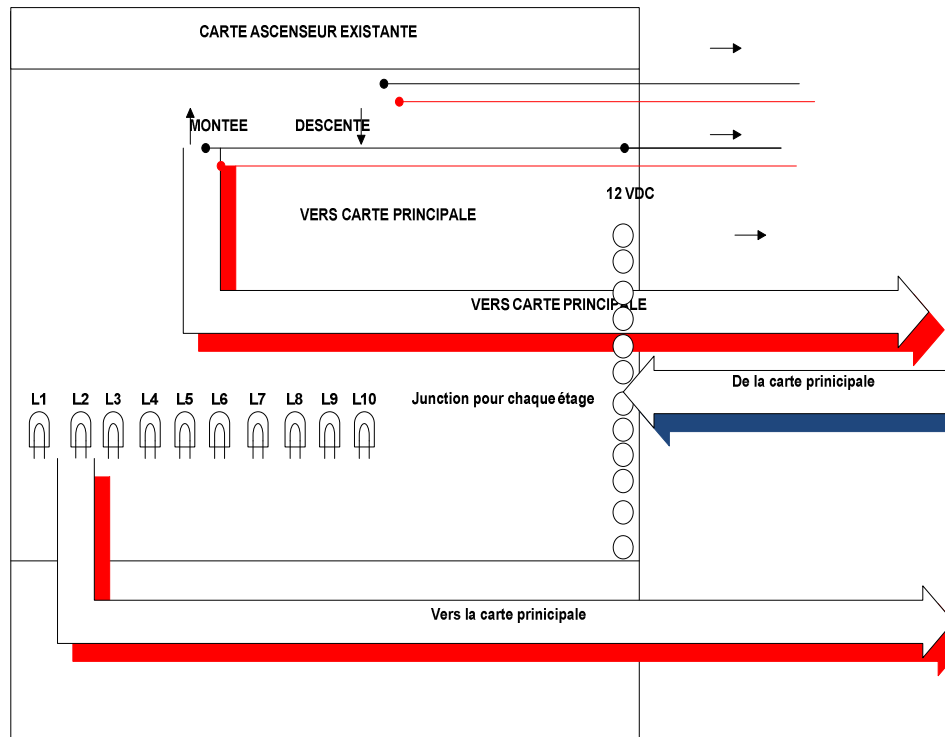 CARTE ASCENSEUR EXISTANTE
MONTEE
DESCENTE
12 VDC
VERS CARTE PRINCIPALE
VERS CARTE PRINCIPALE
De la carte prinicipale
L1 L2 L3 L4 L5 L6 L7 L8 L9 L10
Junction pour chaque étage
Vers la carte prinicipale